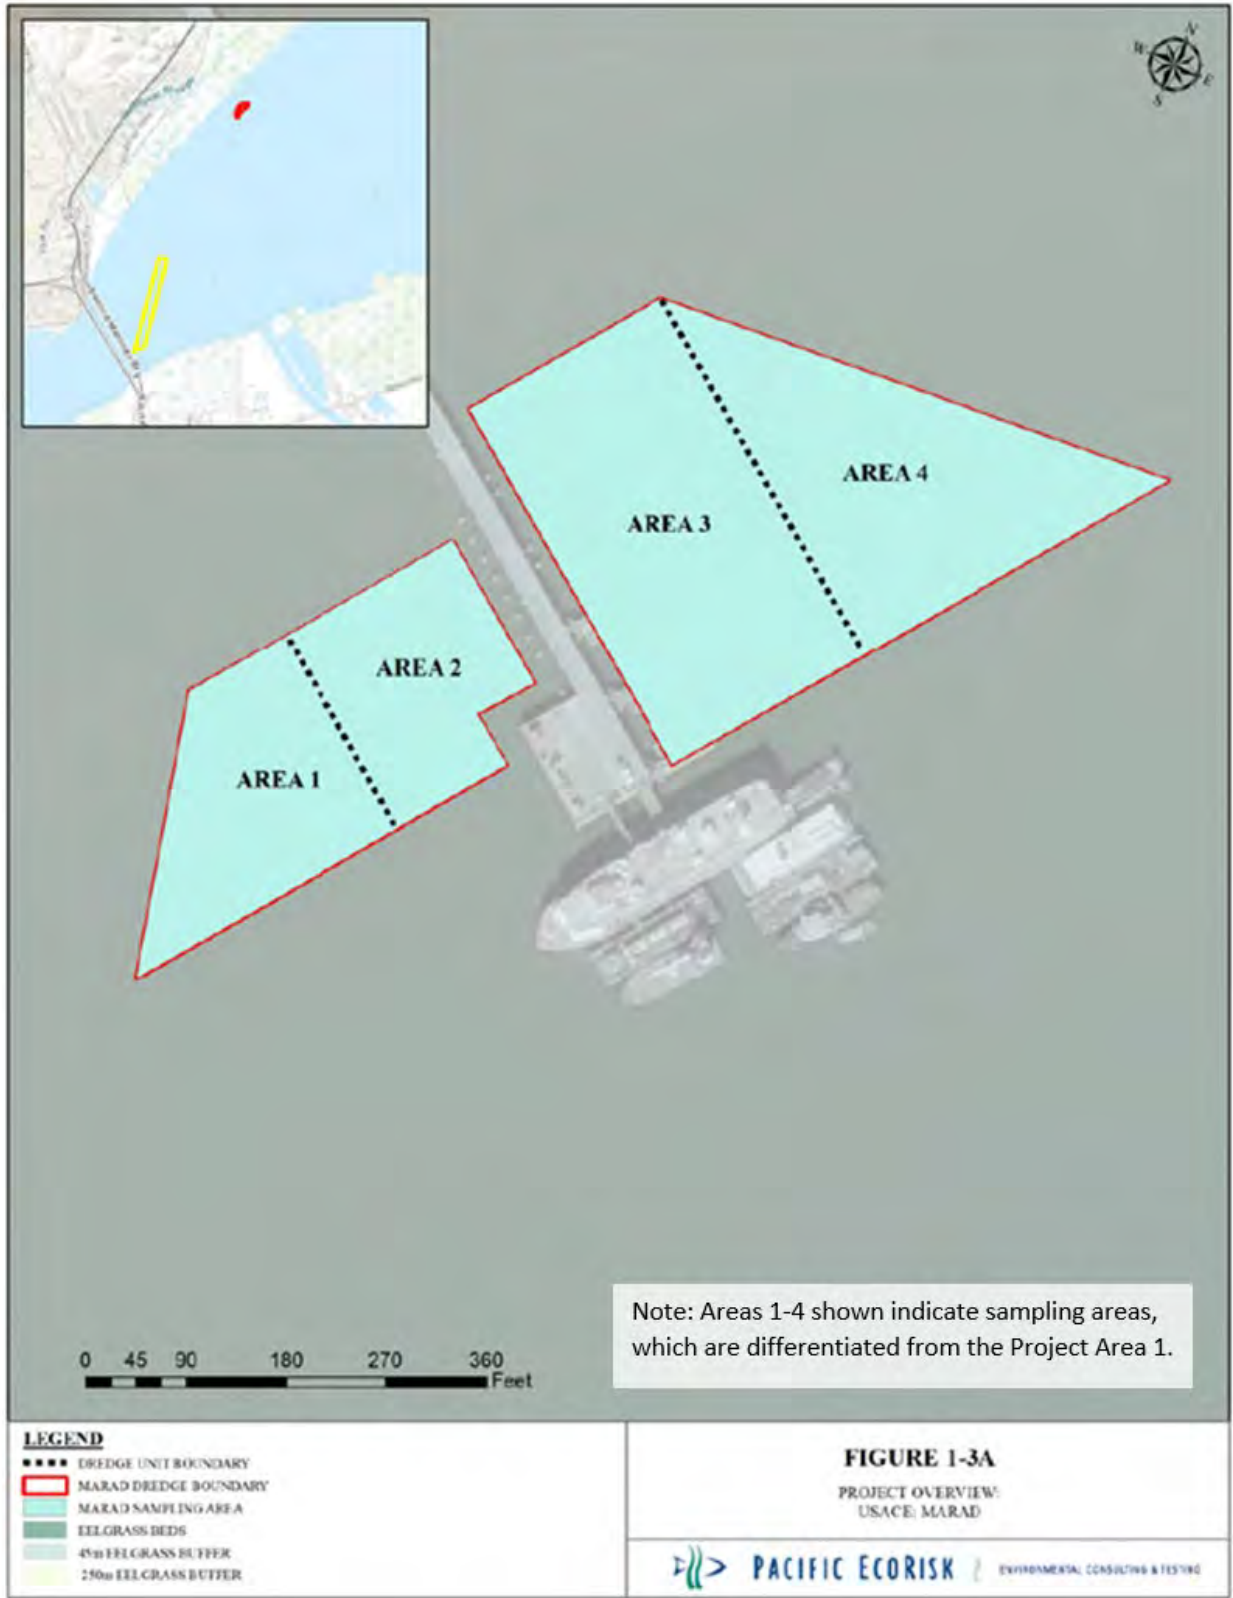 N
W
E
S
AREA 4
AREA 3
AREA 2
AREA 1
Note: Areas 1-4 shown indicate sampling areas,
which are differentiated from the Project Area 1.
0 45 90 180 270 360
Feet
LEGEND
DREDGE UNIT BOUNDARY
MARAD DREDGE BOUNDARY
MARAD SAMPLING AREA
EELGRASS BEDS
45m EELGRASS BUFFER
250m EELGRASS BUFFER
FIGURE 1-3A
PROJECT OVERVIEW:
USACE: MARAD
PACIFIC ECORISK
ENVIRONMENTAL CONSULTING & TESTING